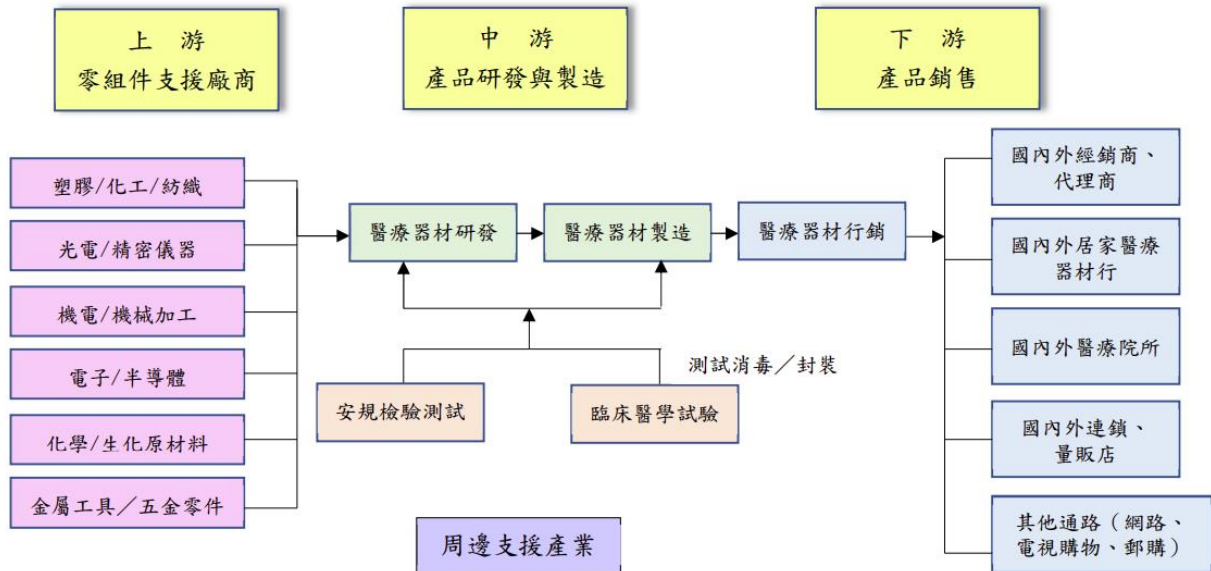 上 游
零組件支援廠商
中 游
產品研發與製造
下 游
產品銷售
塑膠/化工/紡織
光電/精密儀器
機電/機械加工
電子/半導體
化學/生化原材料
金屬工具／五金零件
醫療器材研發
醫療器材製造
醫療器材行銷
測試消毒／封裝
安規檢驗測試
臨床醫學試驗
周邊支援產業
國內外經銷商、
代理商
國內外居家醫療
器材行
國內外醫療院所
國內外連鎖、
量販店
其他通路（網路、
電視購物、郵購）